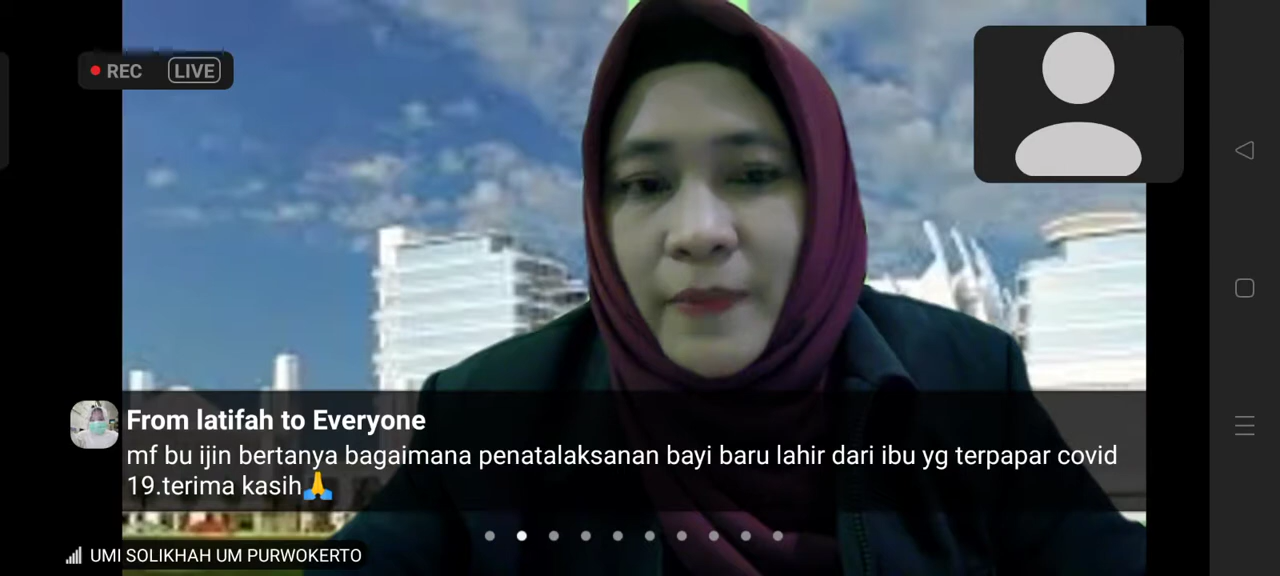 REC LIVE
From latifah to Everyone
mf bu ijin bertanya bagaimana penatalaksanan bayi baru lahir dari ibu yg terpapar covid
19.terima kasih🙏
UMI SOLIKHAH UM PURWOKERTO